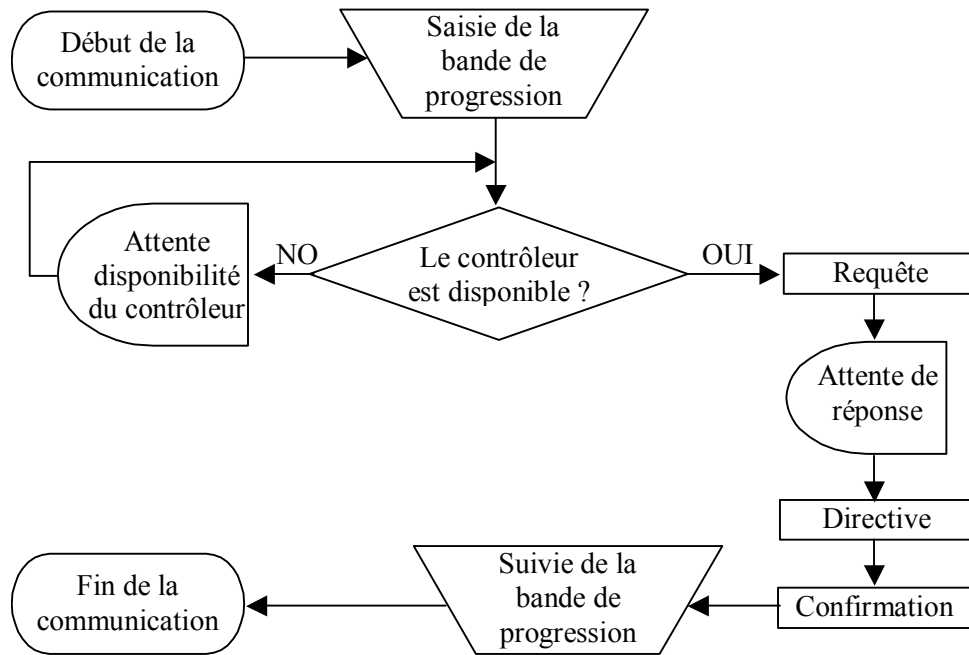 Début de la
communication
Saisie de la
bande de
progression
Attente
disponibilité
du contrôleur
NO
Le contrôleur
est disponible ?
OUI
Requête
Attente de
réponse
Directive
Confirmation
Suivie de la
bande de
progression
Fin de la
communication